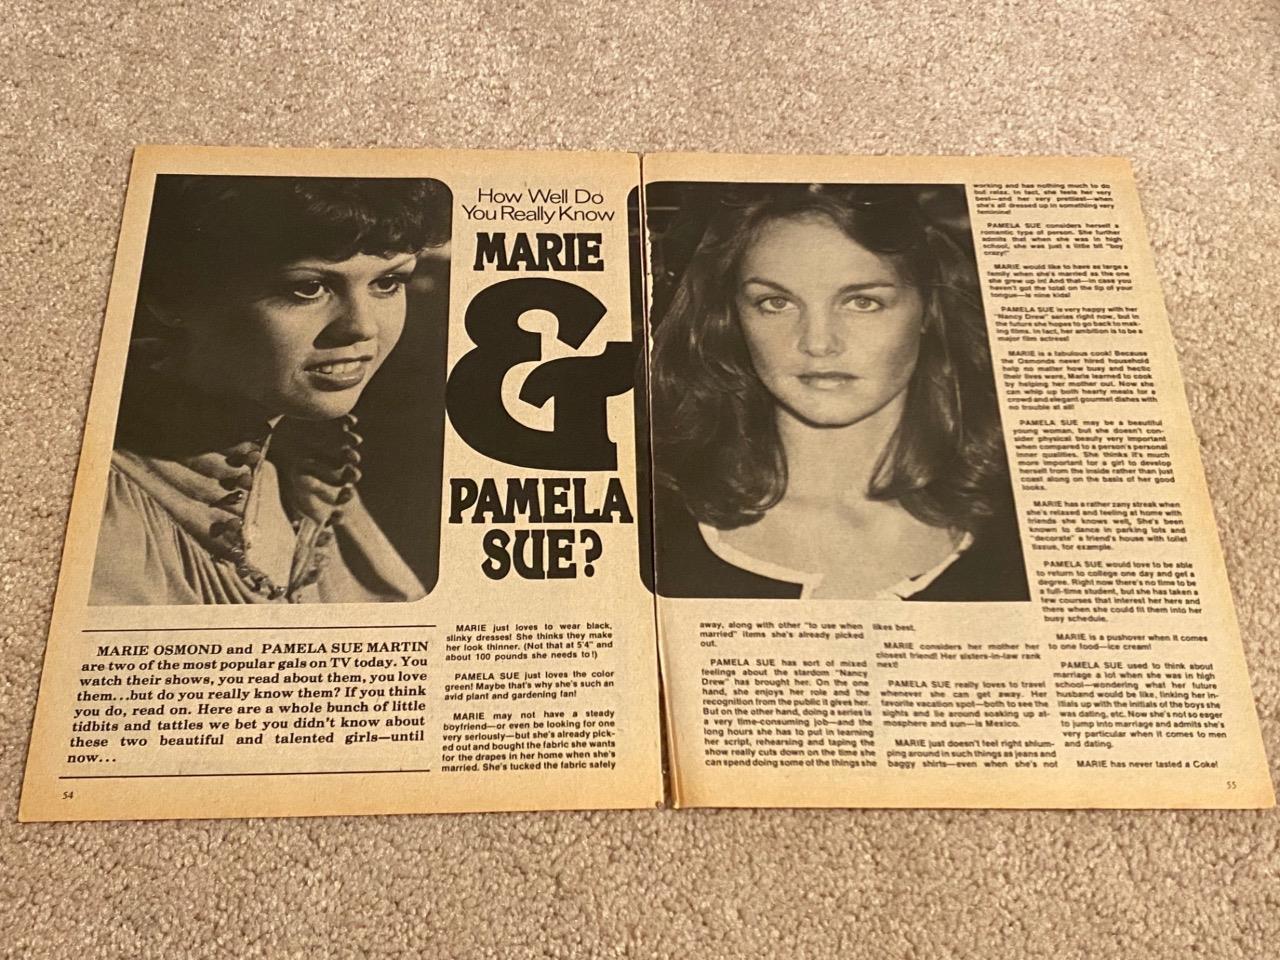 How Well Do
You Really Know
MARIE
&
PAMELA
SUE?
MARIE OSMOND and PAMELA SUE MARTIN
are two of the most popular gals on TV today. You
watch their shows, you read about them, you love
them...but do you really know them? If you think
you do, read on. Here are a whole bunch of little
tidbits and tattles we bet you didn't know about
these two beautiful and talented girls—until
now...
54
MARIE just loves to wear black,
slinky dresses! She thinks they make
her look thinner. (Not that at 5'4" and
about 100 pounds she needs to!)
PAMELA SUE just loves the color
green! Maybe that's why she's such an
avid plant and gardening fan!
MARIE may not have a steady
boyfriend—or even be looking for one
very seriously—but she's already pick-
ed out and bought the fabric she wants
for the drapes in her home when she's
married. She's tucked the fabric safely
away, along with other "to use when
married" items she's already picked
out.
PAMELA SUE has sort of mixed
feelings about the stardom "Nancy
Drew" has brought her. On the one
hand, she enjoys her role and the
recognition from the public it gives her.
But on the other hand, doing a series is
a very time-consuming job—and the
long hours she has to put in learning
her script, rehearsing and taping the
show really cuts down on the time she
can spend doing some of the things she
likes best.
MARIE considers her mother her
closest friend! Her sisters-in-law rank
next!
PAMELA SUE really loves to travel
whenever she can get away. Her
favorite vacation spot—both to see the
sights and lie around soaking up at-
mosphere and sun—is Mexico.
MARIE just doesn't feel right shlum-
ping around in such things as jeans and
baggy shirts—even when she's not
working and has nothing much to do
but relax. In fact, she feels her very
best—and her very prettiest—when
she's all dressed up in something very
feminine!
PAMELA SUE considers herself a
romantic type of person. She further
admits that when she was in high
school, she was just a little bit "boy
crazy!"
MARIE would like to have as large a
family when she's married as the one
she grew up in! And that—in case you
haven't got the total on the tip of your
tongue—is nine kids!
PAMELA SUE is very happy with her
"Nancy Drew" series right now, but in
the future she hopes to go back to mak-
ing films. In fact, her ambition is to be a
major film actress!
MARIE is a fabulous cook! Because
the Osmonds never hired household
help no matter how busy and hectic
their lives were, Marie learned to cook
by helping her mother out. Now she
can whip up both hearty meals for a
crowd and elegant gourmet dishes with
no trouble at all!
PAMELA SUE may be a beautiful
young woman, but she doesn't con-
sider physical beauty very important
when compared to a person's personal
inner qualities. She thinks it's much
more important for a girl to develop
herself from the inside rather than just
coast along on the basis of her good
looks.
MARIE has a rather zany streak when
she's relaxed and feeling at home with
friends she knows well. She's been
known to dance in parking lots and
"decorate" a friend's house with toilet
tissue, for example.
PAMELA SUE would love to be able
to return to college one day and get a
degree. Right now there's no time to be
a full-time student, but she has taken a
few courses that interest her here and
there when she could fit them into her
busy schedule.
MARIE is a pushover when it comes
to one food—ice cream!
PAMELA SUE used to think about
marriage a lot when she was in high
school—wondering what her future
husband would be like, linking her in-
itials up with the initials of the boys she
was dating, etc. Now she's not so eager
to jump into marriage and admits she's
very particular when it comes to men
and dating.
MARIE has never tasted a Coke!
55